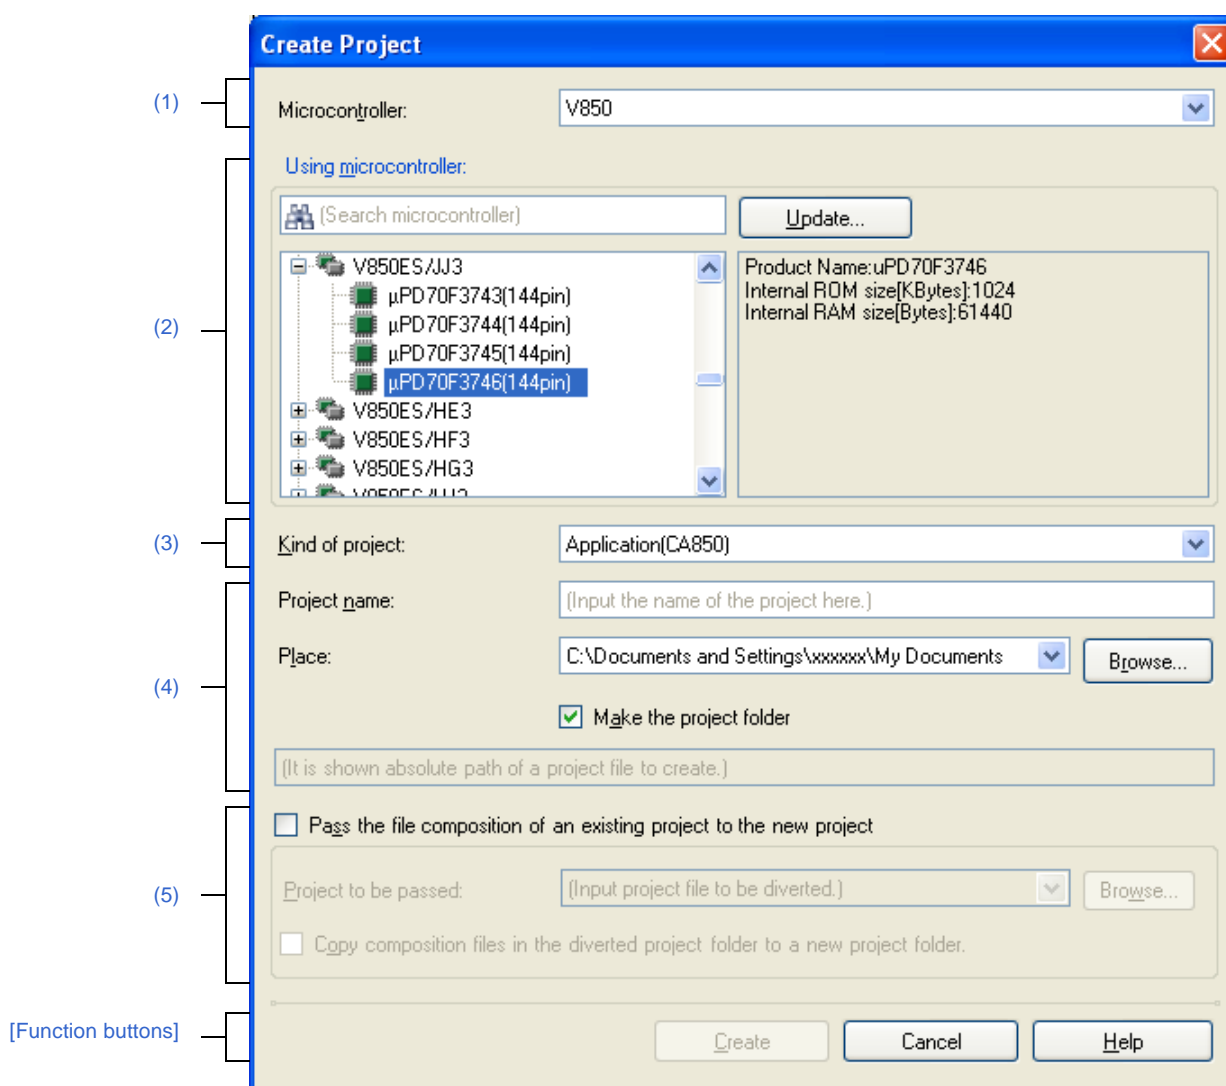 Create Project
(1)
Microcontroller:
V850
Using microcontroller:
(Search microcontroller)
Update...
(2)
V850ES/JJ3
µPD70F3743(144pin)
µPD70F3744(144pin)
µPD70F3745(144pin)
µPD70F3746(144pin)
V850ES/HE3
V850ES/HF3
V850ES/HG3
Product Name:uPD70F3746
Internal ROM size[KBytes]:1024
Internal RAM size[Bytes]:61440
(3)
Kind of project:
Application(CA850)
(4)
Project name:
(Input the name of the project here.)
Place:
C:\Documents and Settings\xxxxxx\My Documents
Browse...
Make the project folder
(It is shown absolute path of a project file to create.)
(5)
Pass the file composition of an existing project to the new project
Project to be passed:
(Input project file to be diverted.)
Browse...
Copy composition files in the diverted project folder to a new project folder.
[Function buttons]
Create
Cancel
Help